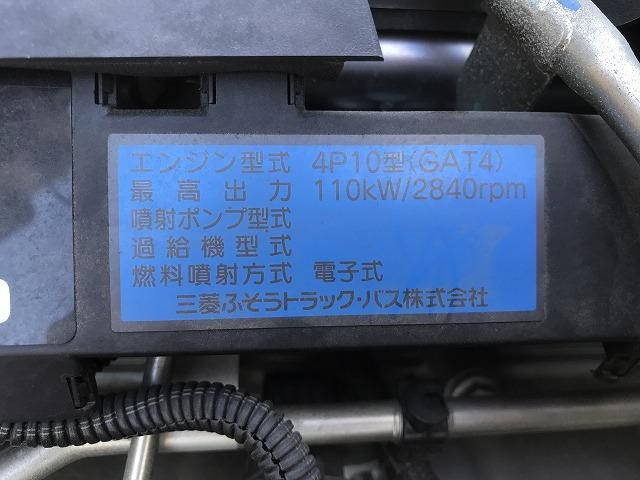 エンジン型式 4P10型(GAT4)
最高出力 110kW/2840rpm
噴射ポンプ型式
過給機型式
燃料噴射方式 電子式
三菱ふそうトラック・バス株式会社